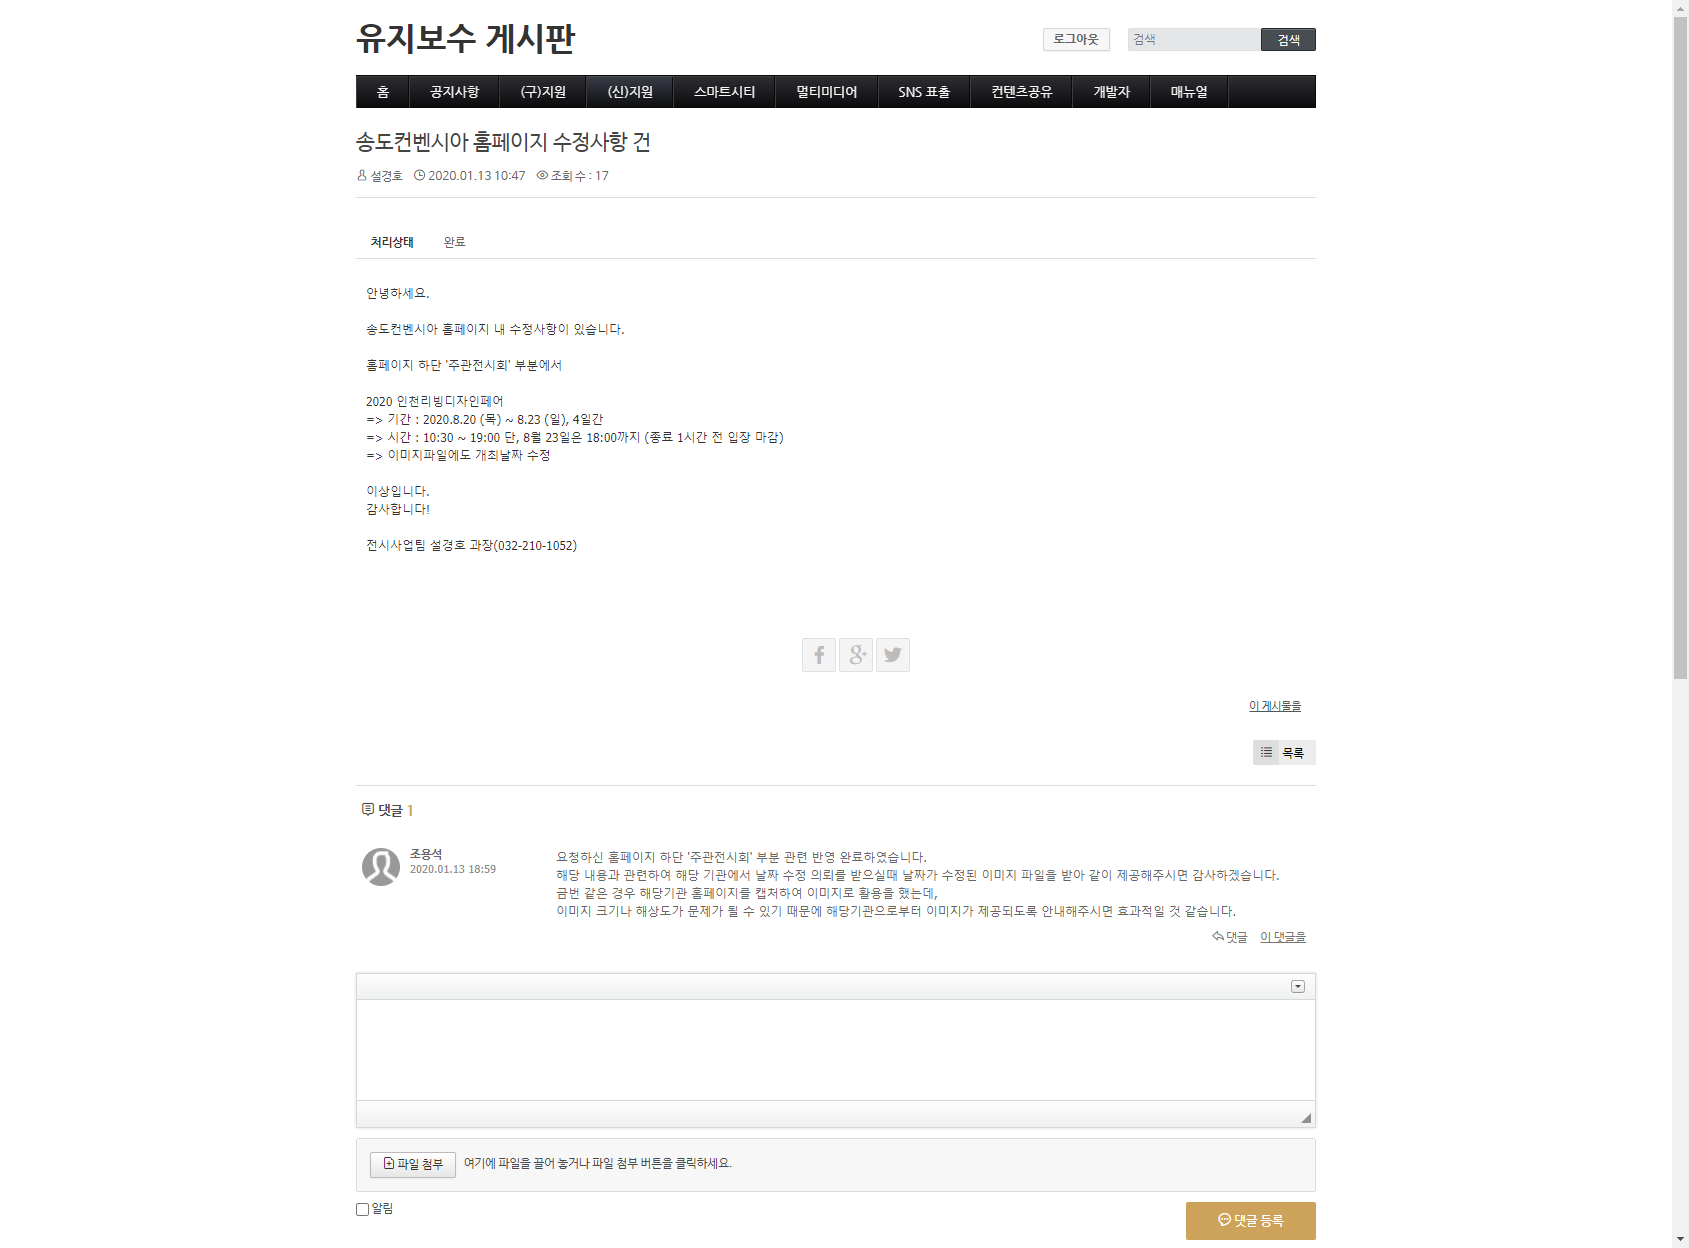 유지보수 게시판
로그아웃 검색 검색
홈 공지사항 (구)지원 (신)지원 스마트시티 멀티미디어 SNS 표출 컨텐츠공유 개발자 매뉴얼
송도컨벤시아 홈페이지 수정사항 건
설경호 2020.01.13 10:47 조회 수 : 17
처리상태 완료
안녕하세요.
송도컨벤시아 홈페이지 내 수정사항이 있습니다.
홈페이지 하단 '주관전시회' 부분에서
2020 인천리빙디자인페어
=> 기간 : 2020.8.20 (목) ~ 8.23 (일), 4일간
=> 시간 : 10:30 ~ 19:00 단, 8월 23일은 18:00까지 (종료 1시간 전 입장 마감)
=> 이미지파일에도 개최날짜 수정
이상입니다.
감사합니다!
전시사업팀 설경호 과장(032-210-1052)
이 게시물을
목록
댓글 1
조용석
2020.01.13 18:59
요청하신 홈페이지 하단 '주관전시회' 부분 관련 반영 완료하였습니다.
해당 내용과 관련하여 해당 기관에서 날짜 수정 의뢰를 받으실때 날짜가 수정된 이미지 파일을 받아 같이 제공해주시면 감사하겠습니다.
금번 같은 경우 해당기관 홈페이지를 캡처하여 이미지로 활용을 했는데,
이미지 크기나 해상도가 문제가 될 수 있기 때문에 해당기관으로부터 이미지가 제공되도록 안내해주시면 효과적일 것 같습니다.
댓글 이 댓글을
파일 첨부 여기에 파일을 끌어 놓거나 파일 첨부 버튼을 클릭하세요.
알림
댓글 등록